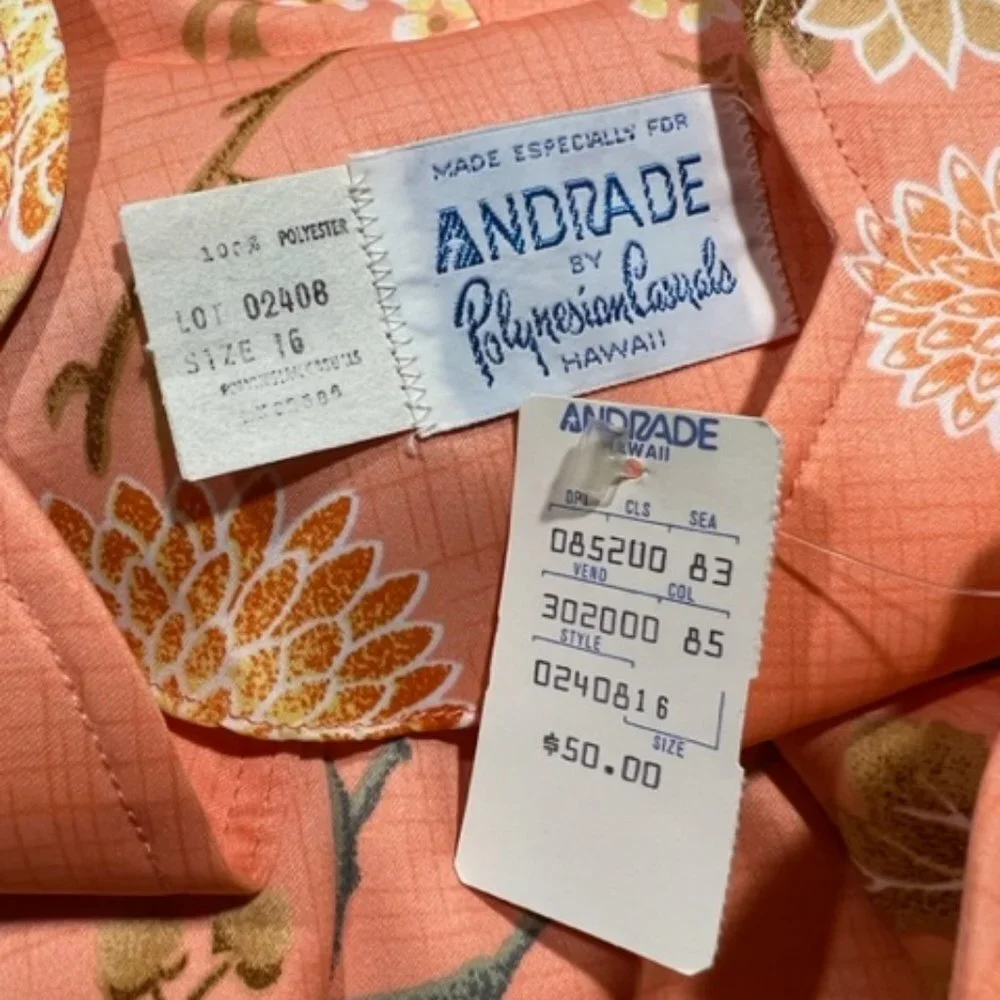 100% POLYESTER
LOT 02408
SIZE 16
MADE ESPECIALLY FOR
ANDRADE
BY
Polynesian Casuals
HAWAII
ANDRADE
HAWAII
DPT CLS SEA
085200 83
VEND COL
302000 85
STYLE
0240816
SIZE
$50.00